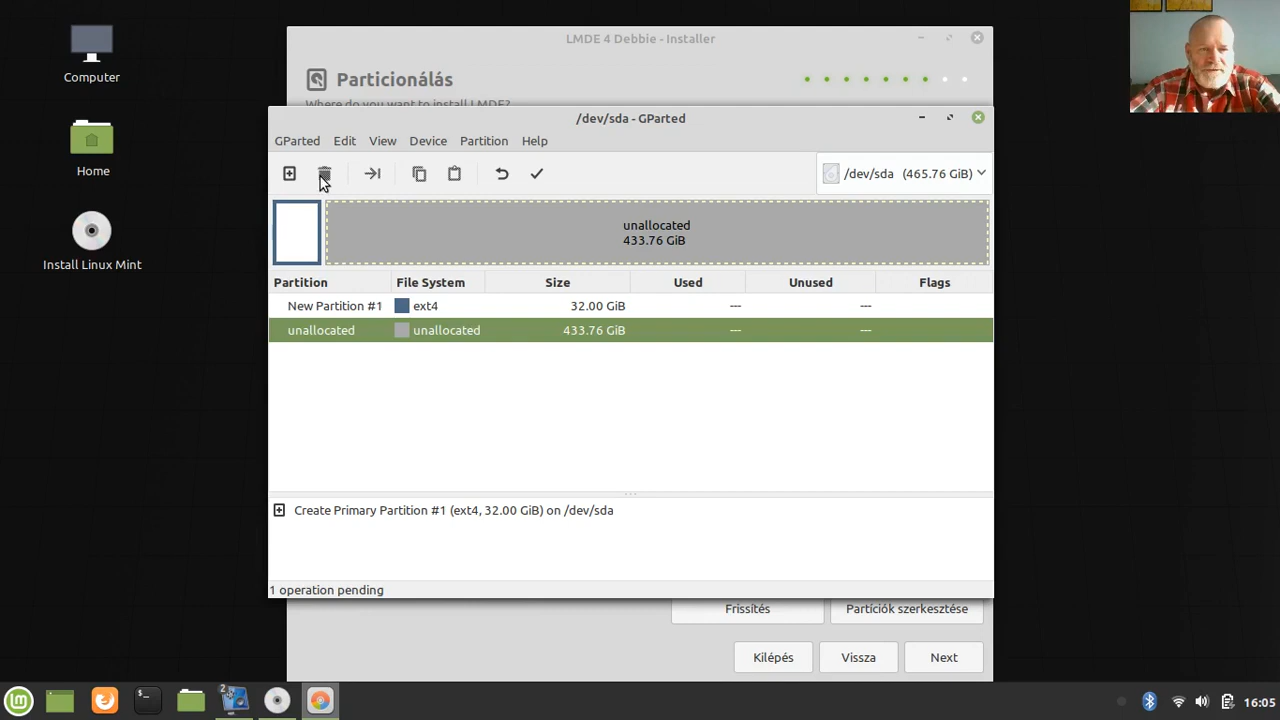 Computer
Home
Install Linux Mint
LMDE 4 Debbie - Installer
Particionálás
Where do you want to install LMDE?
/dev/sda - GParted
GParted Edit View Device Partition Help
/dev/sda (465.76 GiB)
unallocated
433.76 GiB
Partition File System Size Used Unused Flags
New Partition #1 ext4 32.00 GiB --- ---
unallocated unallocated 433.76 GiB --- ---
Create Primary Partition #1 (ext4, 32.00 GiB) on /dev/sda
1 operation pending
Frissítés Partíciók szerkesztése
Kilépés Vissza Next
2
16:05